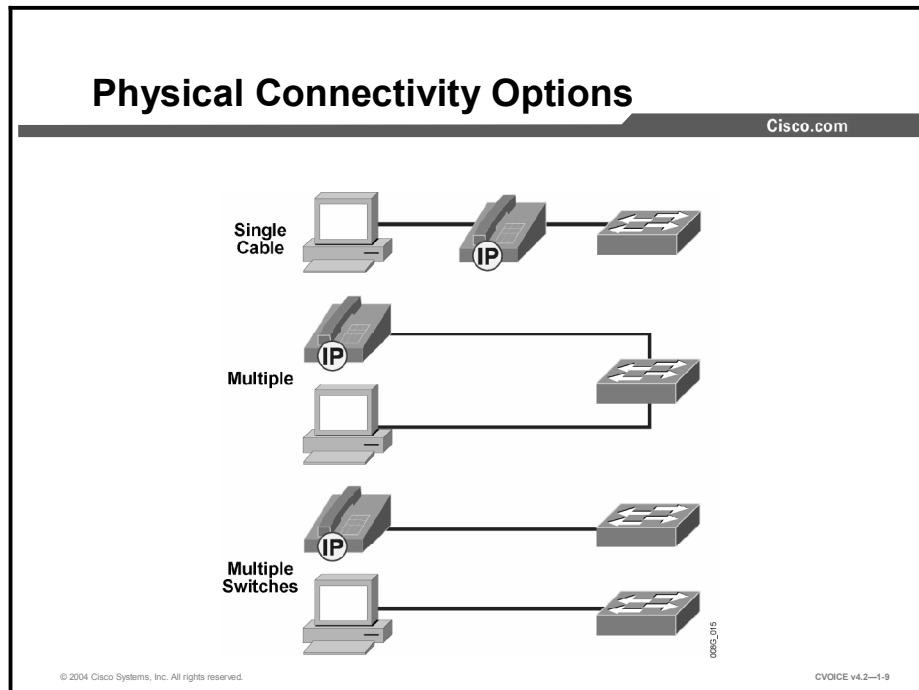 Physical Connectivity Options
Cisco.com
Single
Cable
IP
IP
Multiple
IP
Multiple
Switches
008G_015
© 2004 Cisco Systems, Inc. All rights reserved.
CVOICE v4.2—1-9